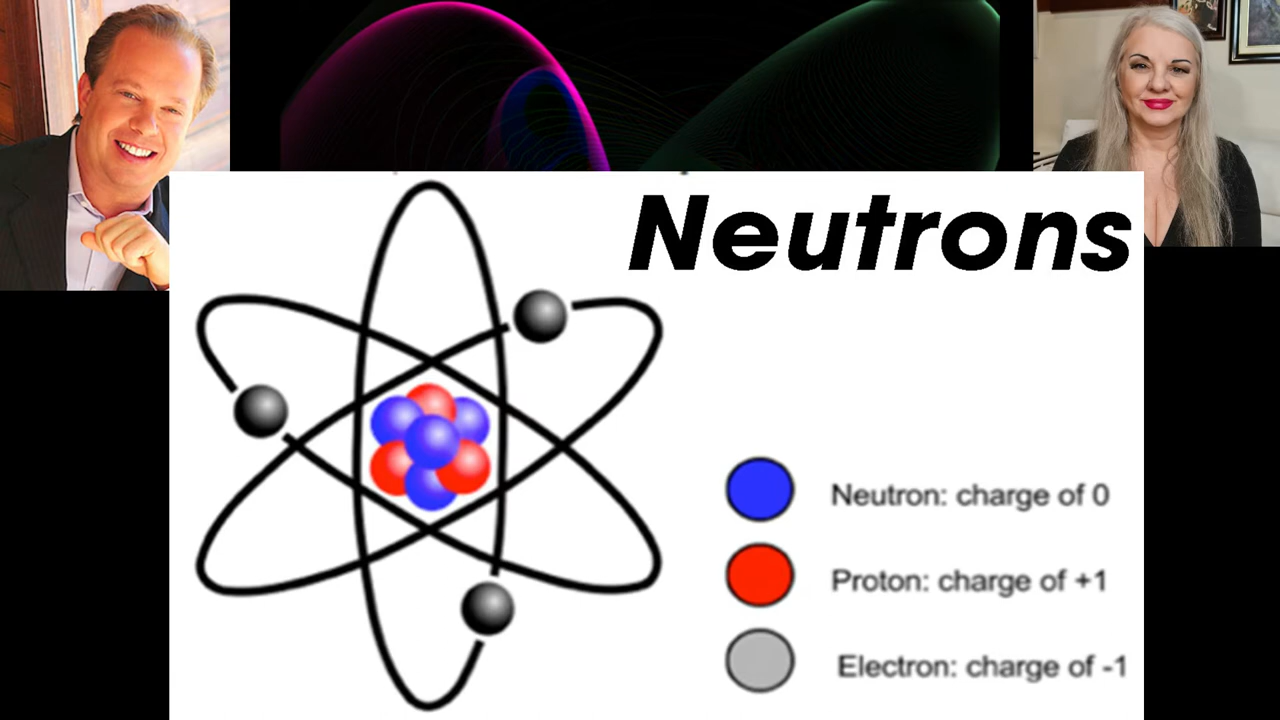 Neutrons
Neutron: charge of 0
Proton: charge of +1
Electron: charge of -1